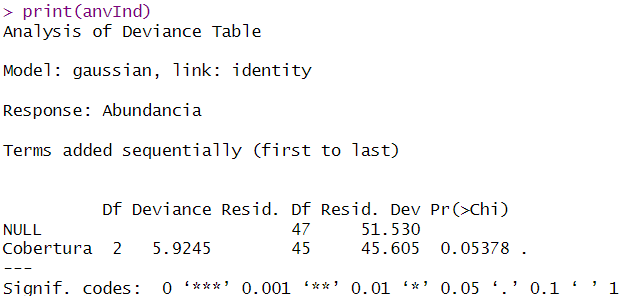 > print(anvInd)
Analysis of Deviance Table
Model: gaussian, link: identity
Response: Abundancia
Terms added sequentially (first to last)
Df Deviance Resid. Df Resid. Dev Pr(>Chi)
NULL 47 51.530
Cobertura 2 5.9245 45 45.605 0.05378 .
---
Signif. codes: 0 ‘***’ 0.001 ‘**’ 0.01 ‘*’ 0.05 ‘.’ 0.1 ‘ ’ 1